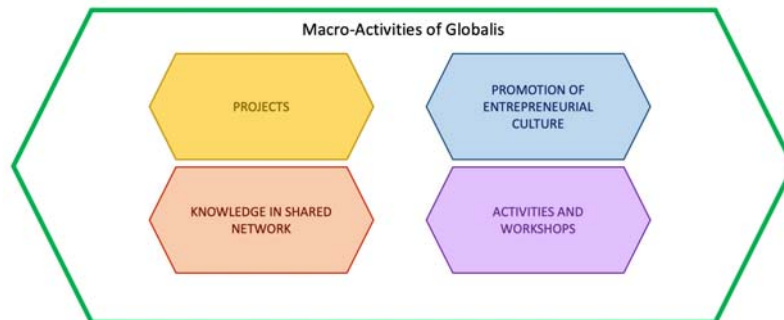 Macro-Activities of Globalis
PROJECTS
PROMOTION OF
ENTREPRENEURIAL
CULTURE
KNOWLEDGE IN SHARED
NETWORK
ACTIVITIES AND
WORKSHOPS